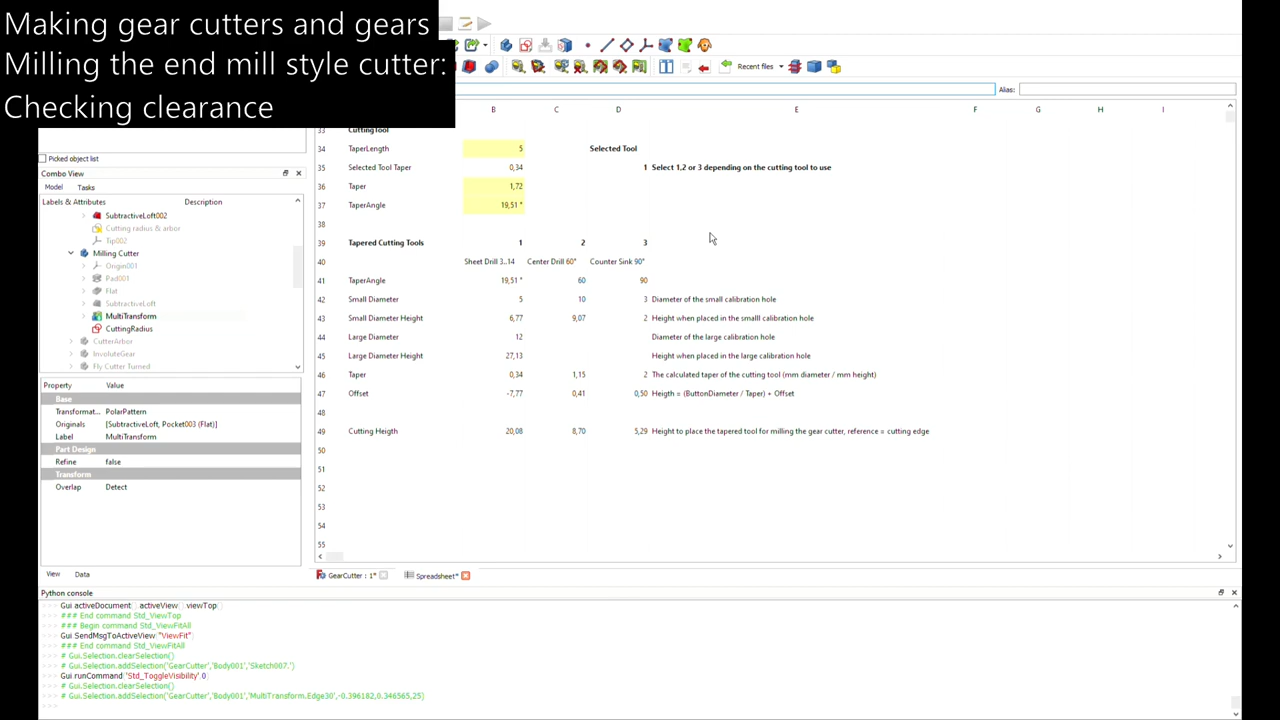 Making gear cutters and gears
Milling the end mill style cutter:
Checking clearance
Recent files
Alias:
Picked object list
Combo View
Model Tasks
Labels & Attributes Description
SubtractiveLoft002
Cutting radius & arbor
Tip002
Milling Cutter
Origin001
Pad001
Flat
SubtractiveLoft
MultiTransform
CuttingRadius
CutterArbor
InvoluteGear
Fly Cutter Turned
Property Value
Base
Transformat... PolarPattern
Originals [SubtractiveLoft, Pocket003 (Flat)]
Label MultiTransform
Part Design
Refine false
Transform
Overlap Detect
View Data
B C D E F G H I
33 CuttingTool
34 TaperLength 5 Selected Tool
35 Selected Tool Taper 0,34 1 Select 1,2 or 3 depending on the cutting tool to use
36 Taper 1,72
37 TaperAngle 19,51 °
38
39 Tapered Cutting Tools 1 2 3
40 Sheet Drill 3..14 Center Drill 60° Counter Sink 90°
41 TaperAngle 19,51 ° 60 90
42 Small Diameter 5 10 3 Diameter of the small calibration hole
43 Small Diameter Height 6,77 9,07 2 Height when placed in the smalll calibration hole
44 Large Diameter 12 Diameter of the large calibration hole
45 Large Diameter Height 27,13 Height when placed in the large calibration hole
46 Taper 0,34 1,15 2 The calculated taper of the cutting tool (mm diameter / mm height)
47 Offset -7,77 0,41 0,50 Heigth = (ButtonDiameter / Taper) + Offset
48
49 Cutting Heigth 20,08 8,70 5,29 Height to place the tapered tool for milling the gear cutter, reference = cutting edge
50
51
52
53
54
55
GearCutter : 1* Spreadsheet*
Python console
>>> Gui activeDocument() activeView() viewTop()
>>> ### End command Std_ViewTop
>>> ### Begin command Std_ViewFitAll
>>> Gui SendMsgToActiveView("ViewFit")
>>> ### End command Std_ViewFitAll
>>> # Gui.Selection.clearSelection()
>>> # Gui.Selection.addSelection('GearCutter','Body001','Sketch007.')
>>> Gui runCommand('Std_ToggleVisibility',0)
>>> # Gui.Selection.clearSelection()
>>> # Gui.Selection.addSelection('GearCutter','Body001','MultiTransform.Edge30',-0.396182,0.346565,25)
>>>